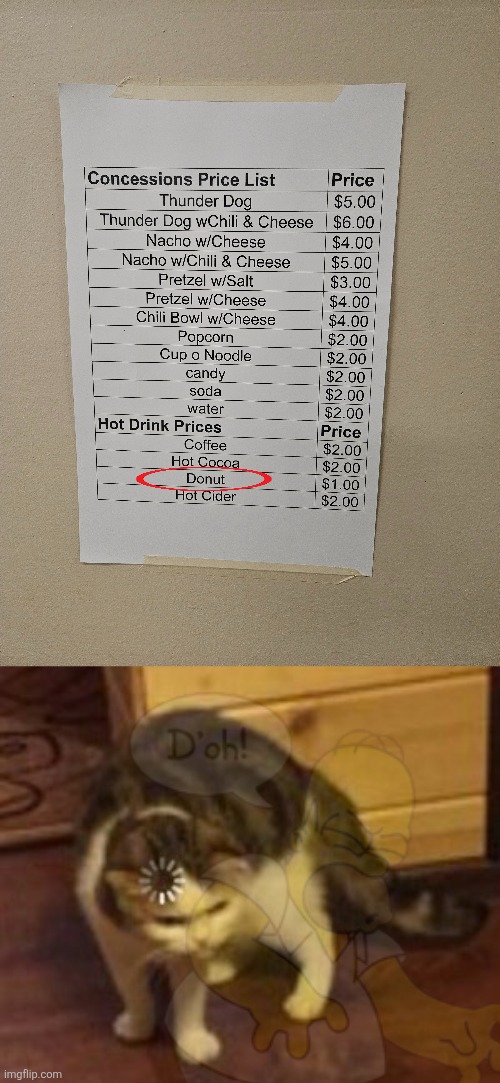 Concessions Price List Price
Thunder Dog $5.00
Thunder Dog wChili & Cheese $6.00
Nacho w/Cheese $4.00
Nacho w/Chili & Cheese $5.00
Pretzel w/Salt $3.00
Pretzel w/Cheese $4.00
Chili Bowl w/Cheese $4.00
Popcorn $2.00
Cup o Noodle $2.00
candy $2.00
soda $2.00
water $2.00
Hot Drink Prices Price
Coffee $2.00
Hot Cocoa $2.00
Donut $1.00
Hot Cider $2.00
D'oh!
imgflip.com